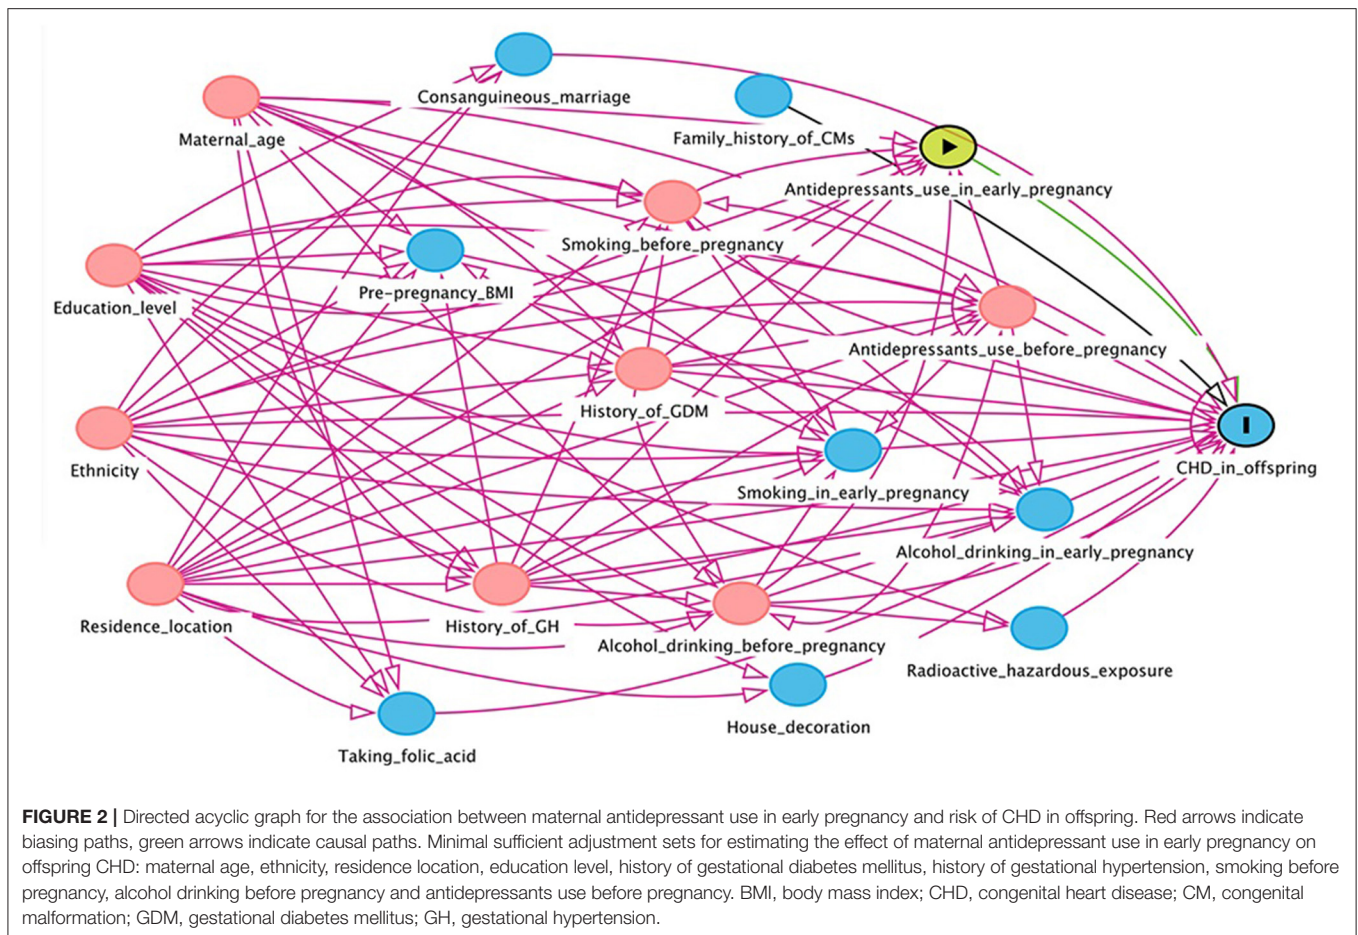 Consanguineous_marriage
Family_history_of_CMs
Maternal_age
Antidepressants_use_in_early_pregnancy
Smoking_before_pregnancy
Pre-pregnancy_BMI
Education_level
Antidepressants_use_before_pregnancy
History_of_GDM
Ethnicity
CHD_in_offspring
Smoking_in_early_pregnancy
Alcohol_drinking_in_early_pregnancy
Residence_location
History_of_GH
Alcohol_drinking_before_pregnancy
Radioactive_hazardous_exposure
House_decoration
Taking_folic_acid
FIGURE 2 | Directed acyclic graph for the association between maternal antidepressant use in early pregnancy and risk of CHD in offspring. Red arrows indicate
biasing paths, green arrows indicate causal paths. Minimal sufficient adjustment sets for estimating the effect of maternal antidepressant use in early pregnancy on
offspring CHD: maternal age, ethnicity, residence location, education level, history of gestational diabetes mellitus, history of gestational hypertension, smoking before
pregnancy, alcohol drinking before pregnancy and antidepressants use before pregnancy. BMI, body mass index; CHD, congenital heart disease; CM, congenital
malformation; GDM, gestational diabetes mellitus; GH, gestational hypertension.